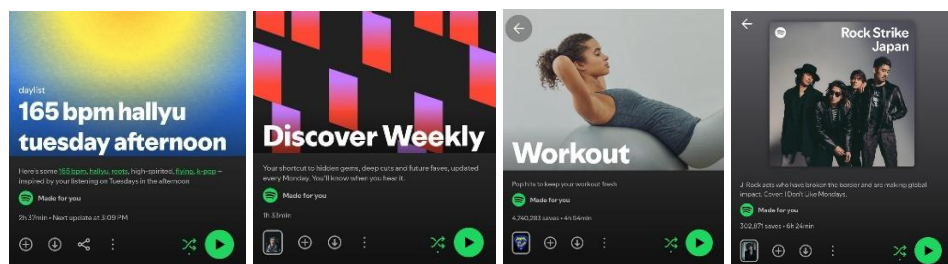 daylist
165 bpm hallyu
tuesday afternoon
Here's some 165 bpm, hallyu, roots, high-spirited, flying, k-pop –
inspired by your listening on Tuesdays in the afternoon
Made for you
2h 37min • Next update at 3:09 PM
Discover Weekly
Your shortcut to hidden gems, deep cuts and future faves, updated
every Monday. You'll know when you hear it.
Made for you
1h 33min
Workout
Pop hits to keep your workout fresh
Made for you
4,740,283 saves • 4h 54min
Rock Strike
Japan
J-Rock acts who have broken the border and are making global
impact. Cover: I Don't Like Mondays.
Made for you
302,871 saves • 6h 24min